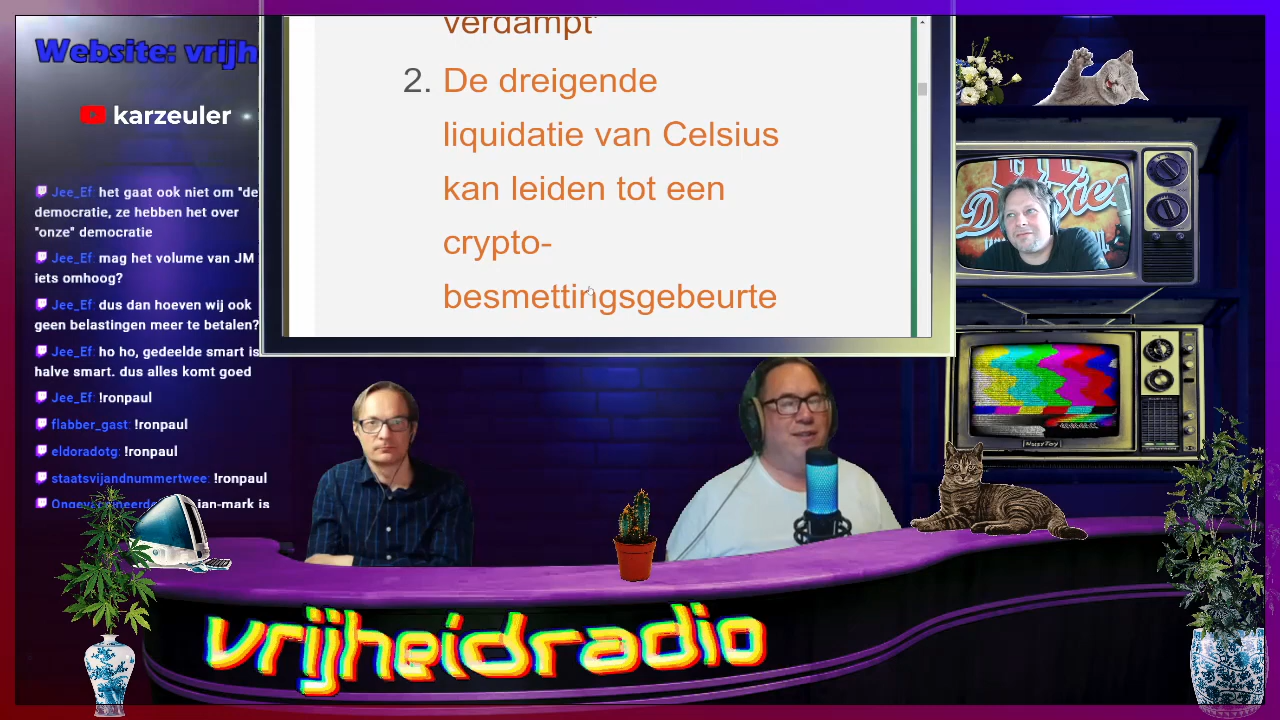 Website: vrijh
karzeuler
Jee_Ef: het gaat ook niet om "de
democratie, ze hebben het over
"onze" democratie
Jee_Ef: mag het volume van JM
iets omhoog?
Jee_Ef: dus dan hoeven wij ook
geen belastingen meer te betalen?
Jee_Ef: ho ho, gedeelde smart is
halve smart. dus alles komt goed
Jee_Ef: !ronpaul
flabber_gast: !ronpaul
eldoradotg: !ronpaul
staatsvijandnummertwee: !ronpaul
jan-mark is
verdampt'
2. De dreigende
liquidatie van Celsius
kan leiden tot een
crypto-
besmettingsgebeurte
vrijheidradio